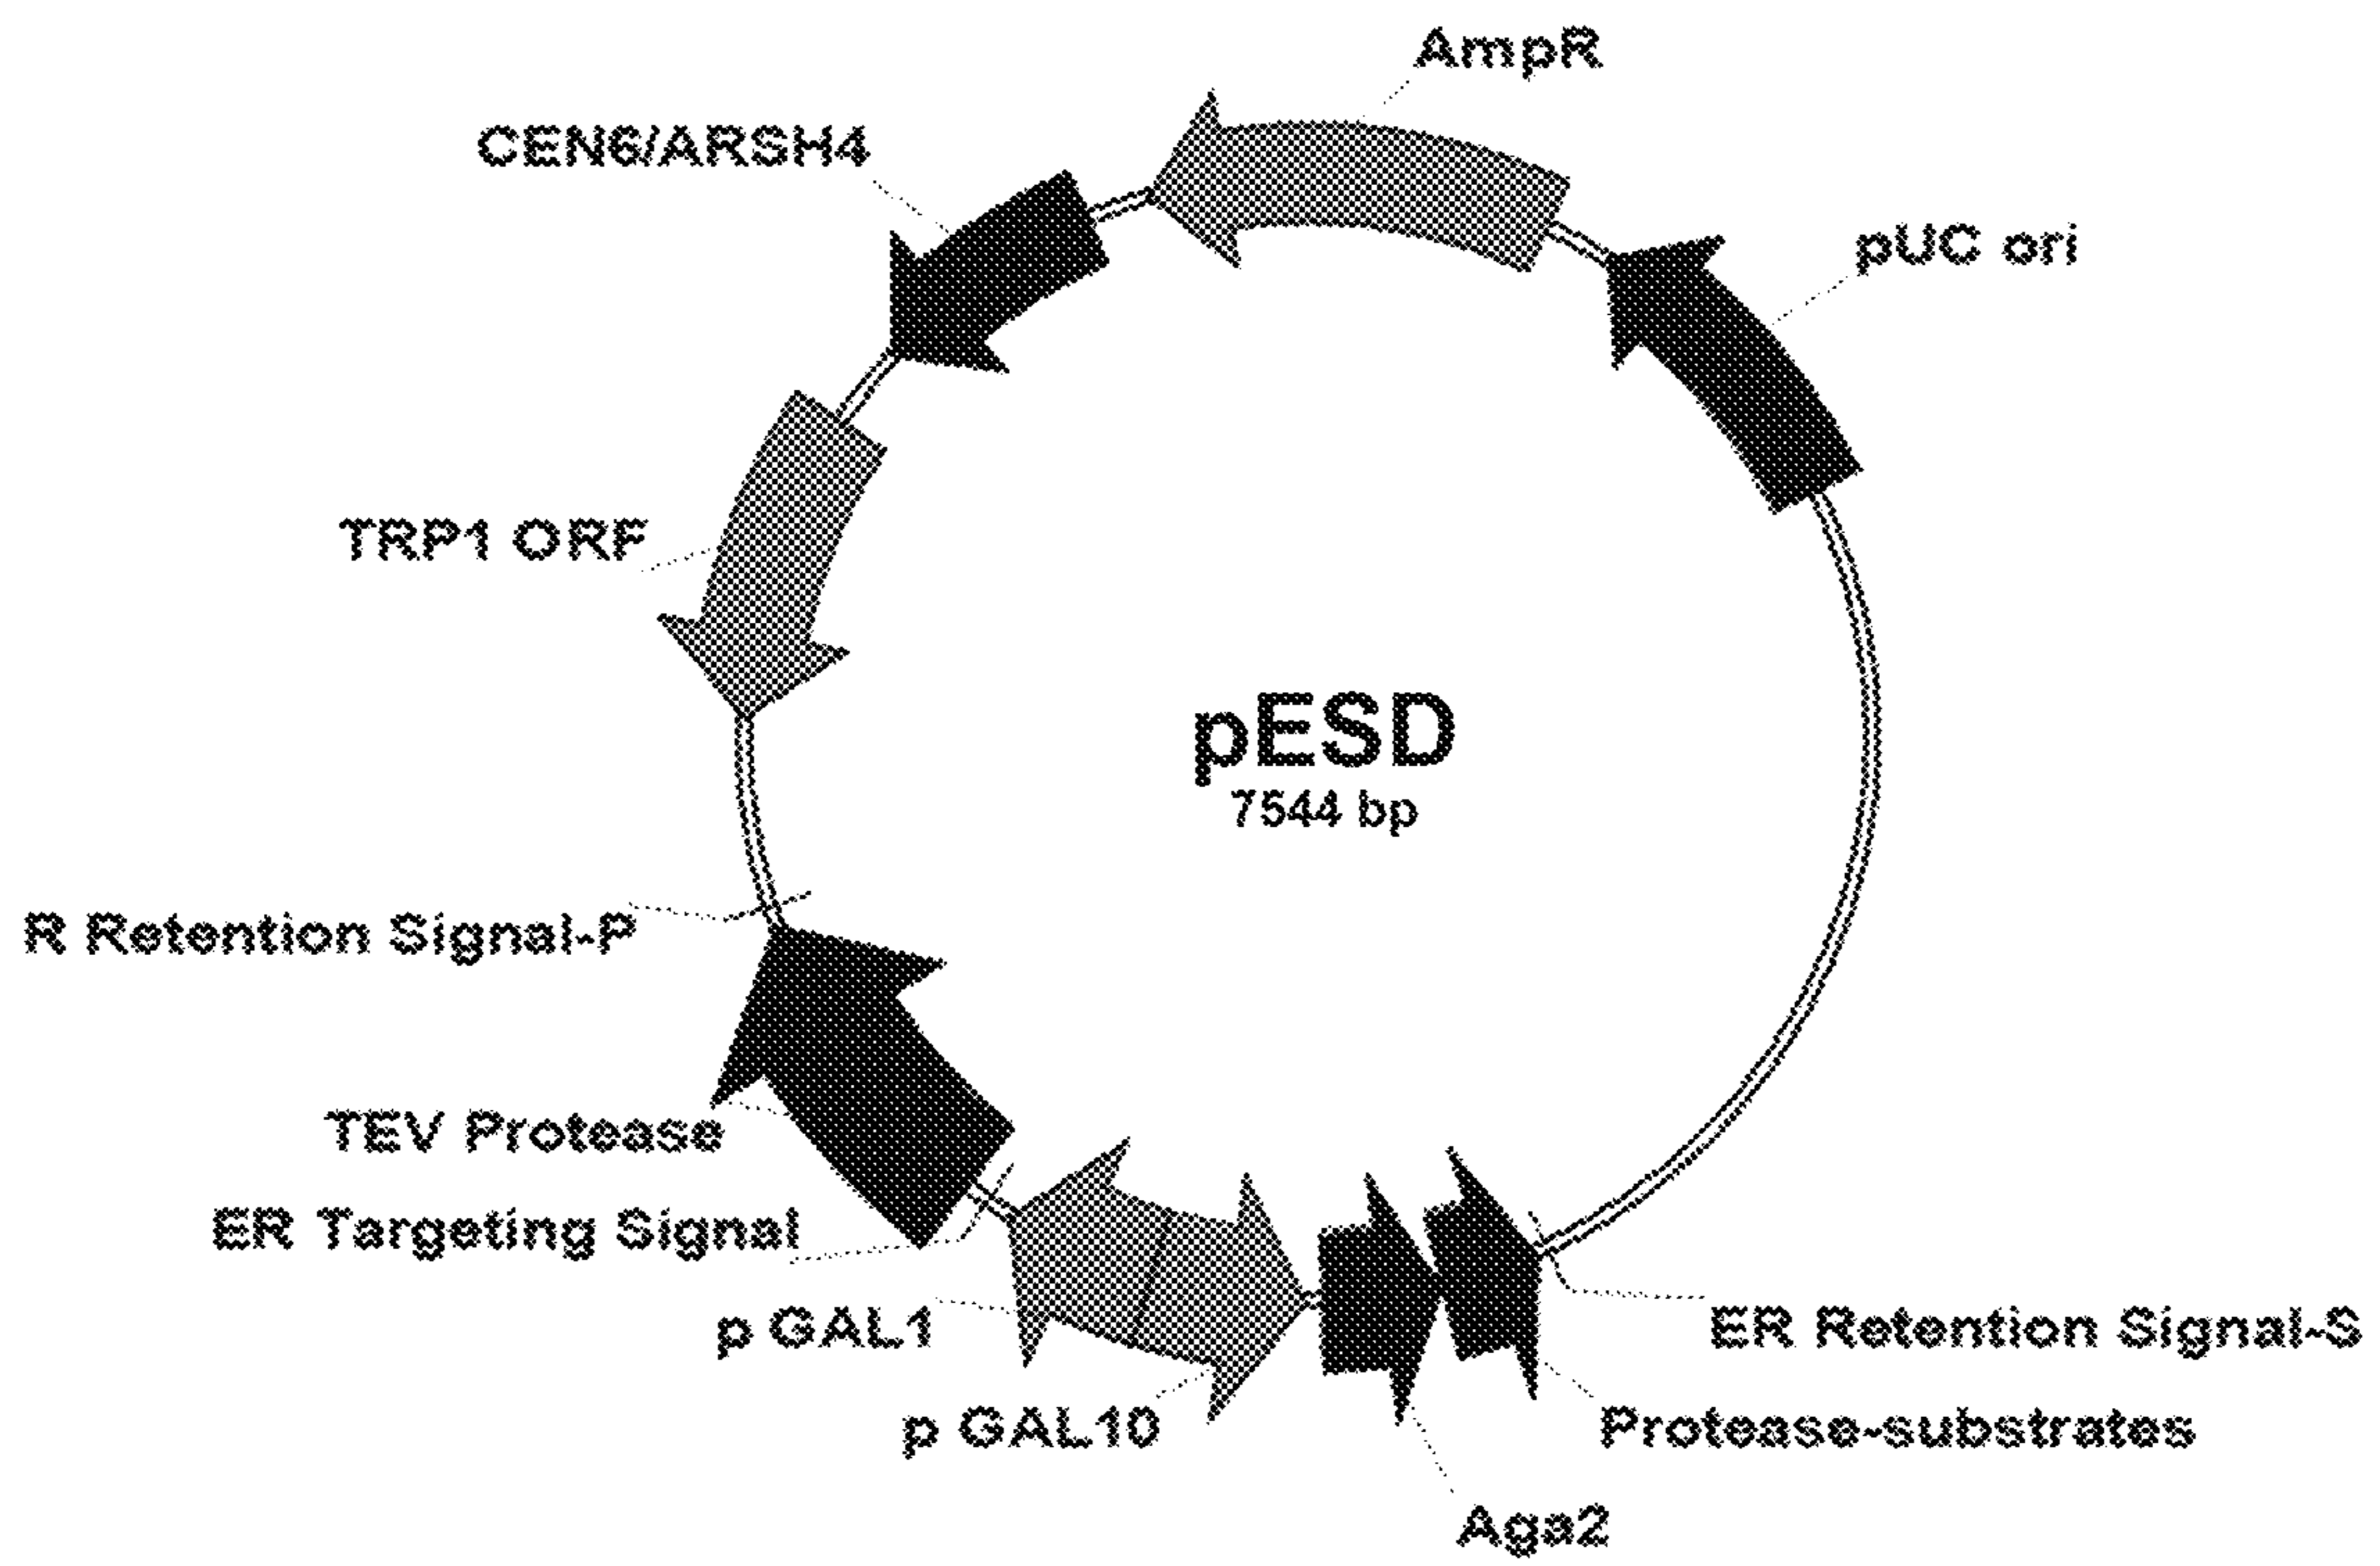 AmpR
CEN6/ARSH4
pUC ori
TRP1 ORF
pESD
7544 bp
R Retention Signal-P
TEV Protease
ER Targeting Signal
p GAL1
ER Retention Signal-S
p GAL10
Protease-substrates
Aga2